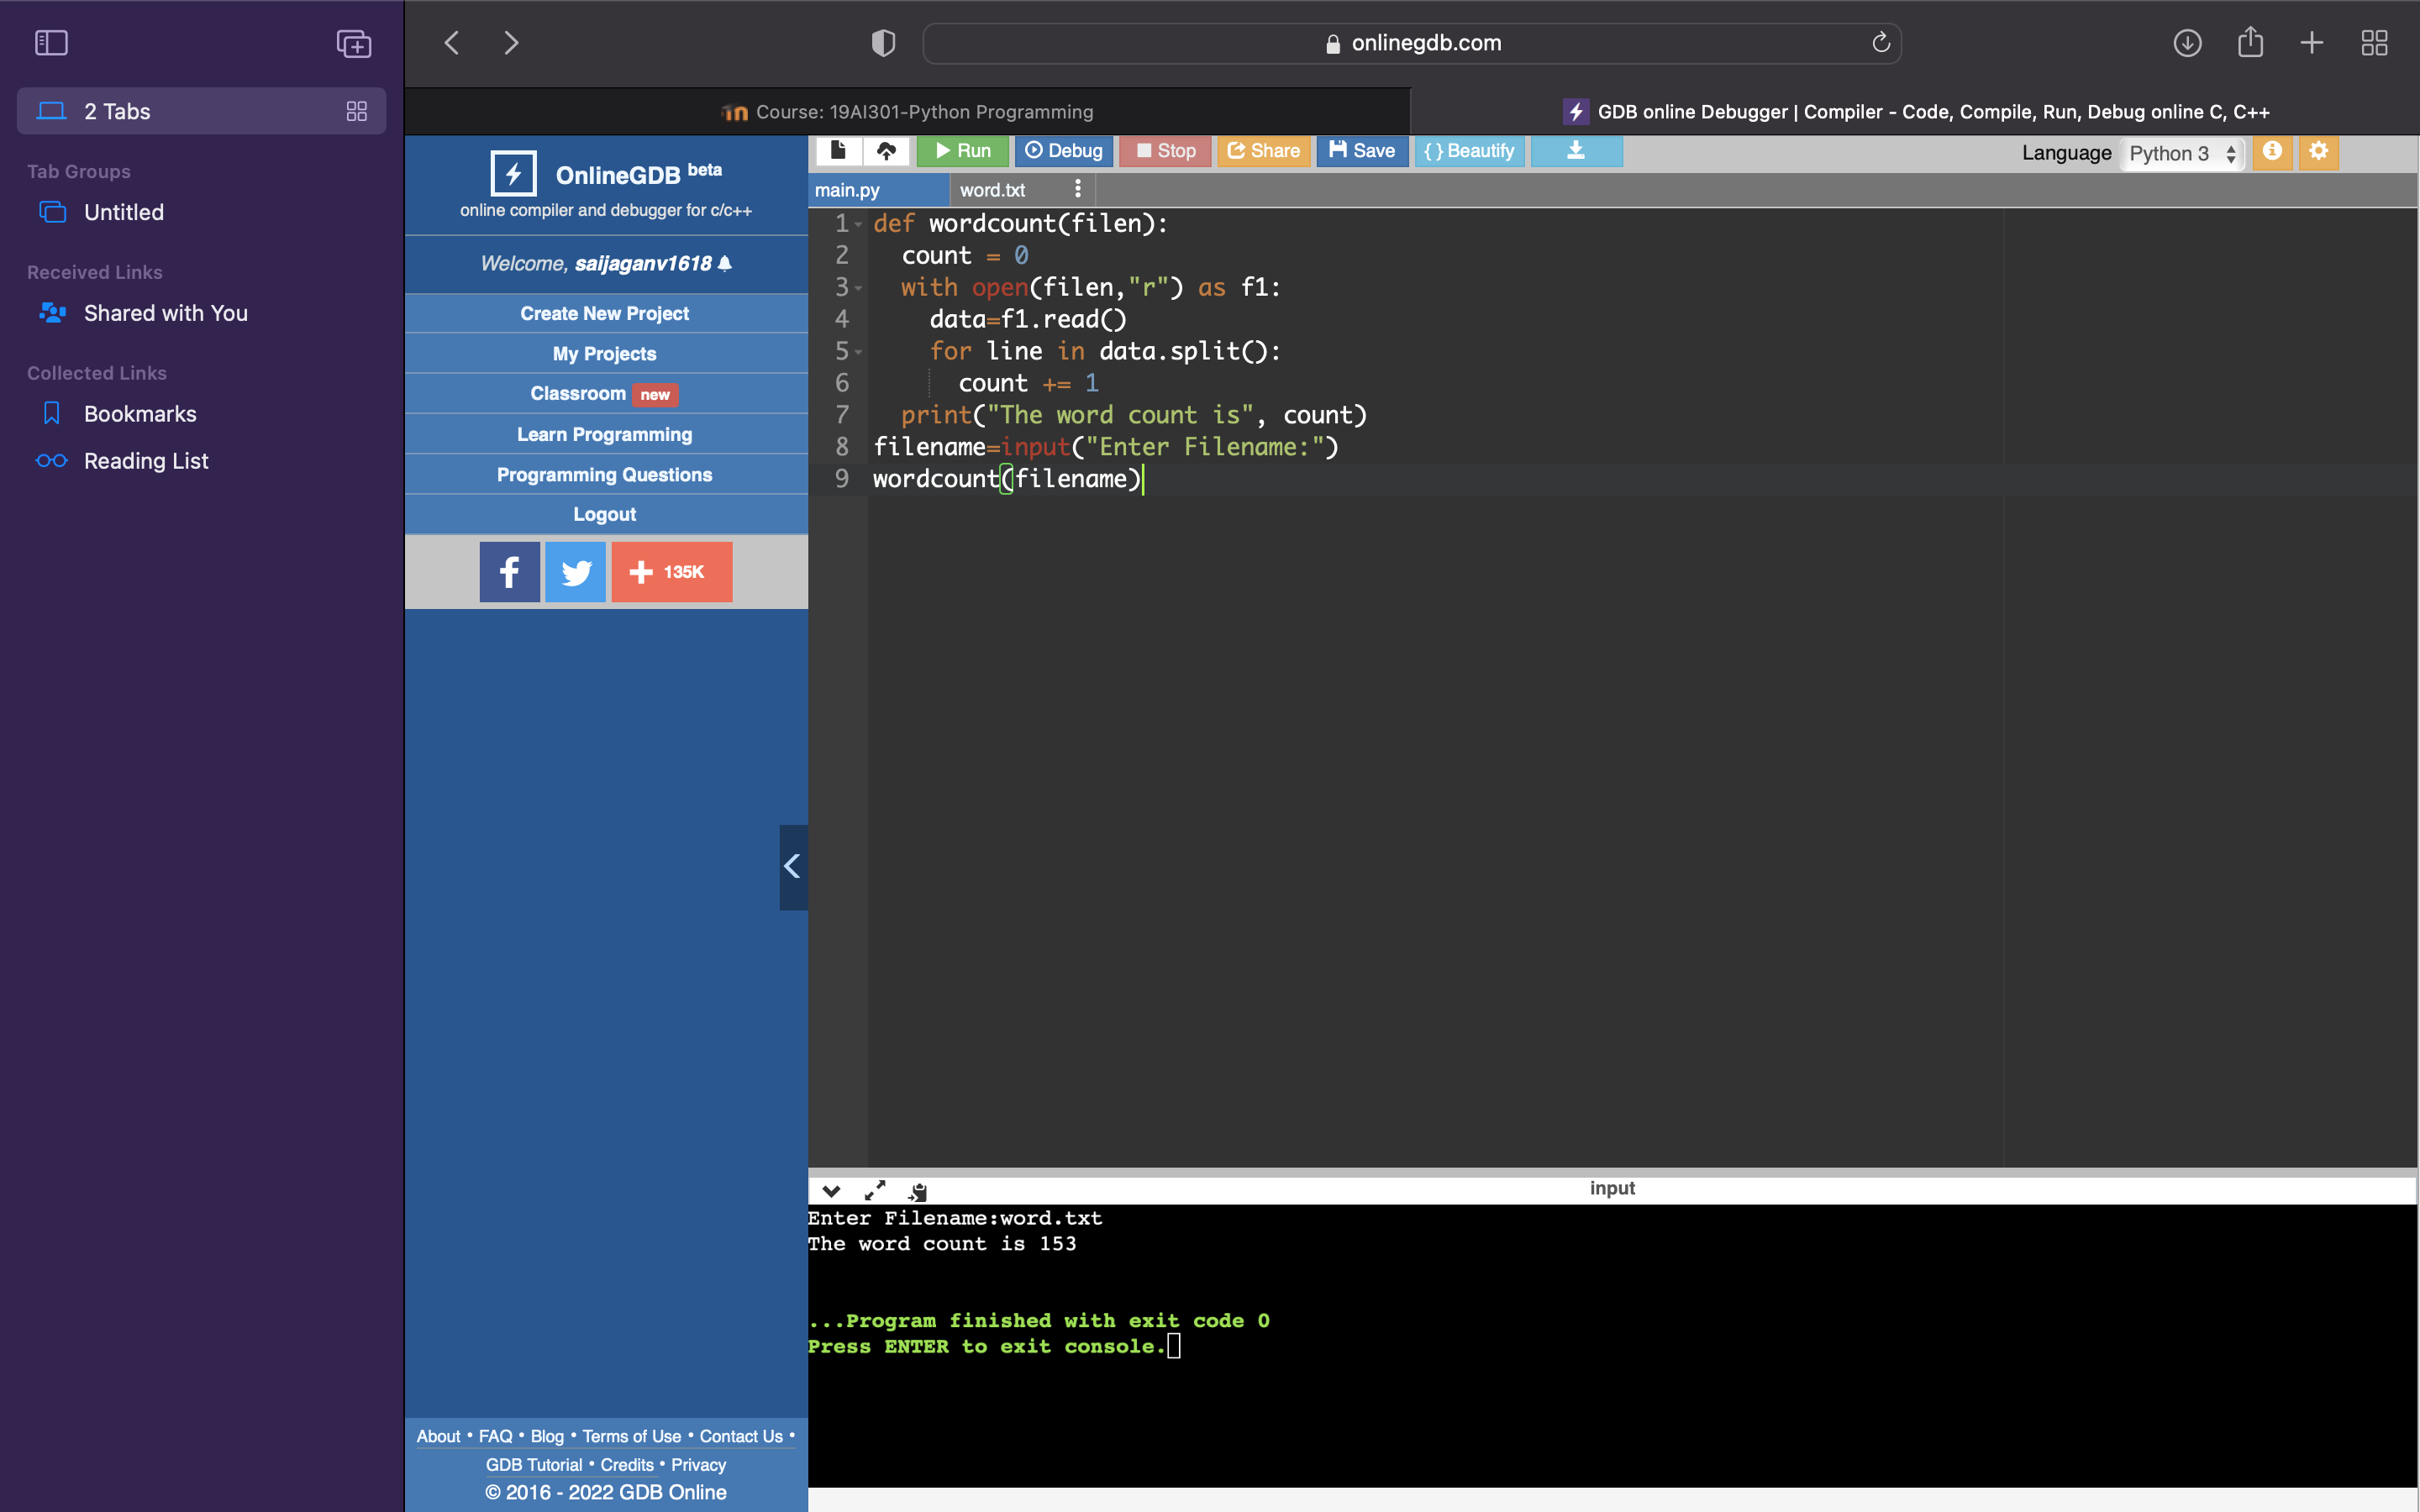 2 Tabs
Tab Groups
Untitled
Received Links
Shared with You
Collected Links
Bookmarks
Reading List
onlinegdb.com
Course: 19AI301-Python Programming
GDB online Debugger | Compiler - Code, Compile, Run, Debug online C, C++
OnlineGDB beta
online compiler and debugger for c/c++
Welcome, saijaganv1618
Create New Project
My Projects
Classroom new
Learn Programming
Programming Questions
Logout
135K
About • FAQ • Blog • Terms of Use • Contact Us •
GDB Tutorial • Credits • Privacy
© 2016 - 2022 GDB Online
Run Debug Stop Share Save { } Beautify
Language Python 3
main.py word.txt
1 def wordcount(filen):
2 count = 0
3 with open(filen,"r") as f1:
4 data=f1.read()
5 for line in data.split():
6 count += 1
7 print("The word count is", count)
8 filename=input("Enter Filename:")
9 wordcount(filename)
input
Enter Filename:word.txt
The word count is 153
...Program finished with exit code 0
Press ENTER to exit console.